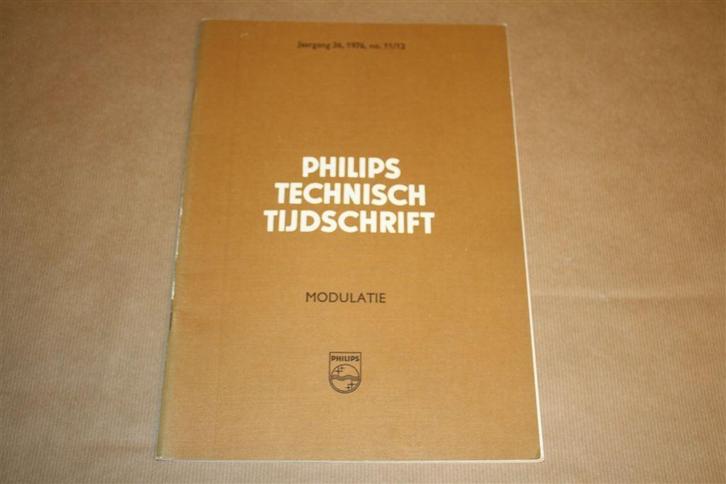 Jaargang 36, 1976, no. 11/12
PHILIPS
TECHNISCH
TIJDSCHRIFT
MODULATIE
PHILIPS